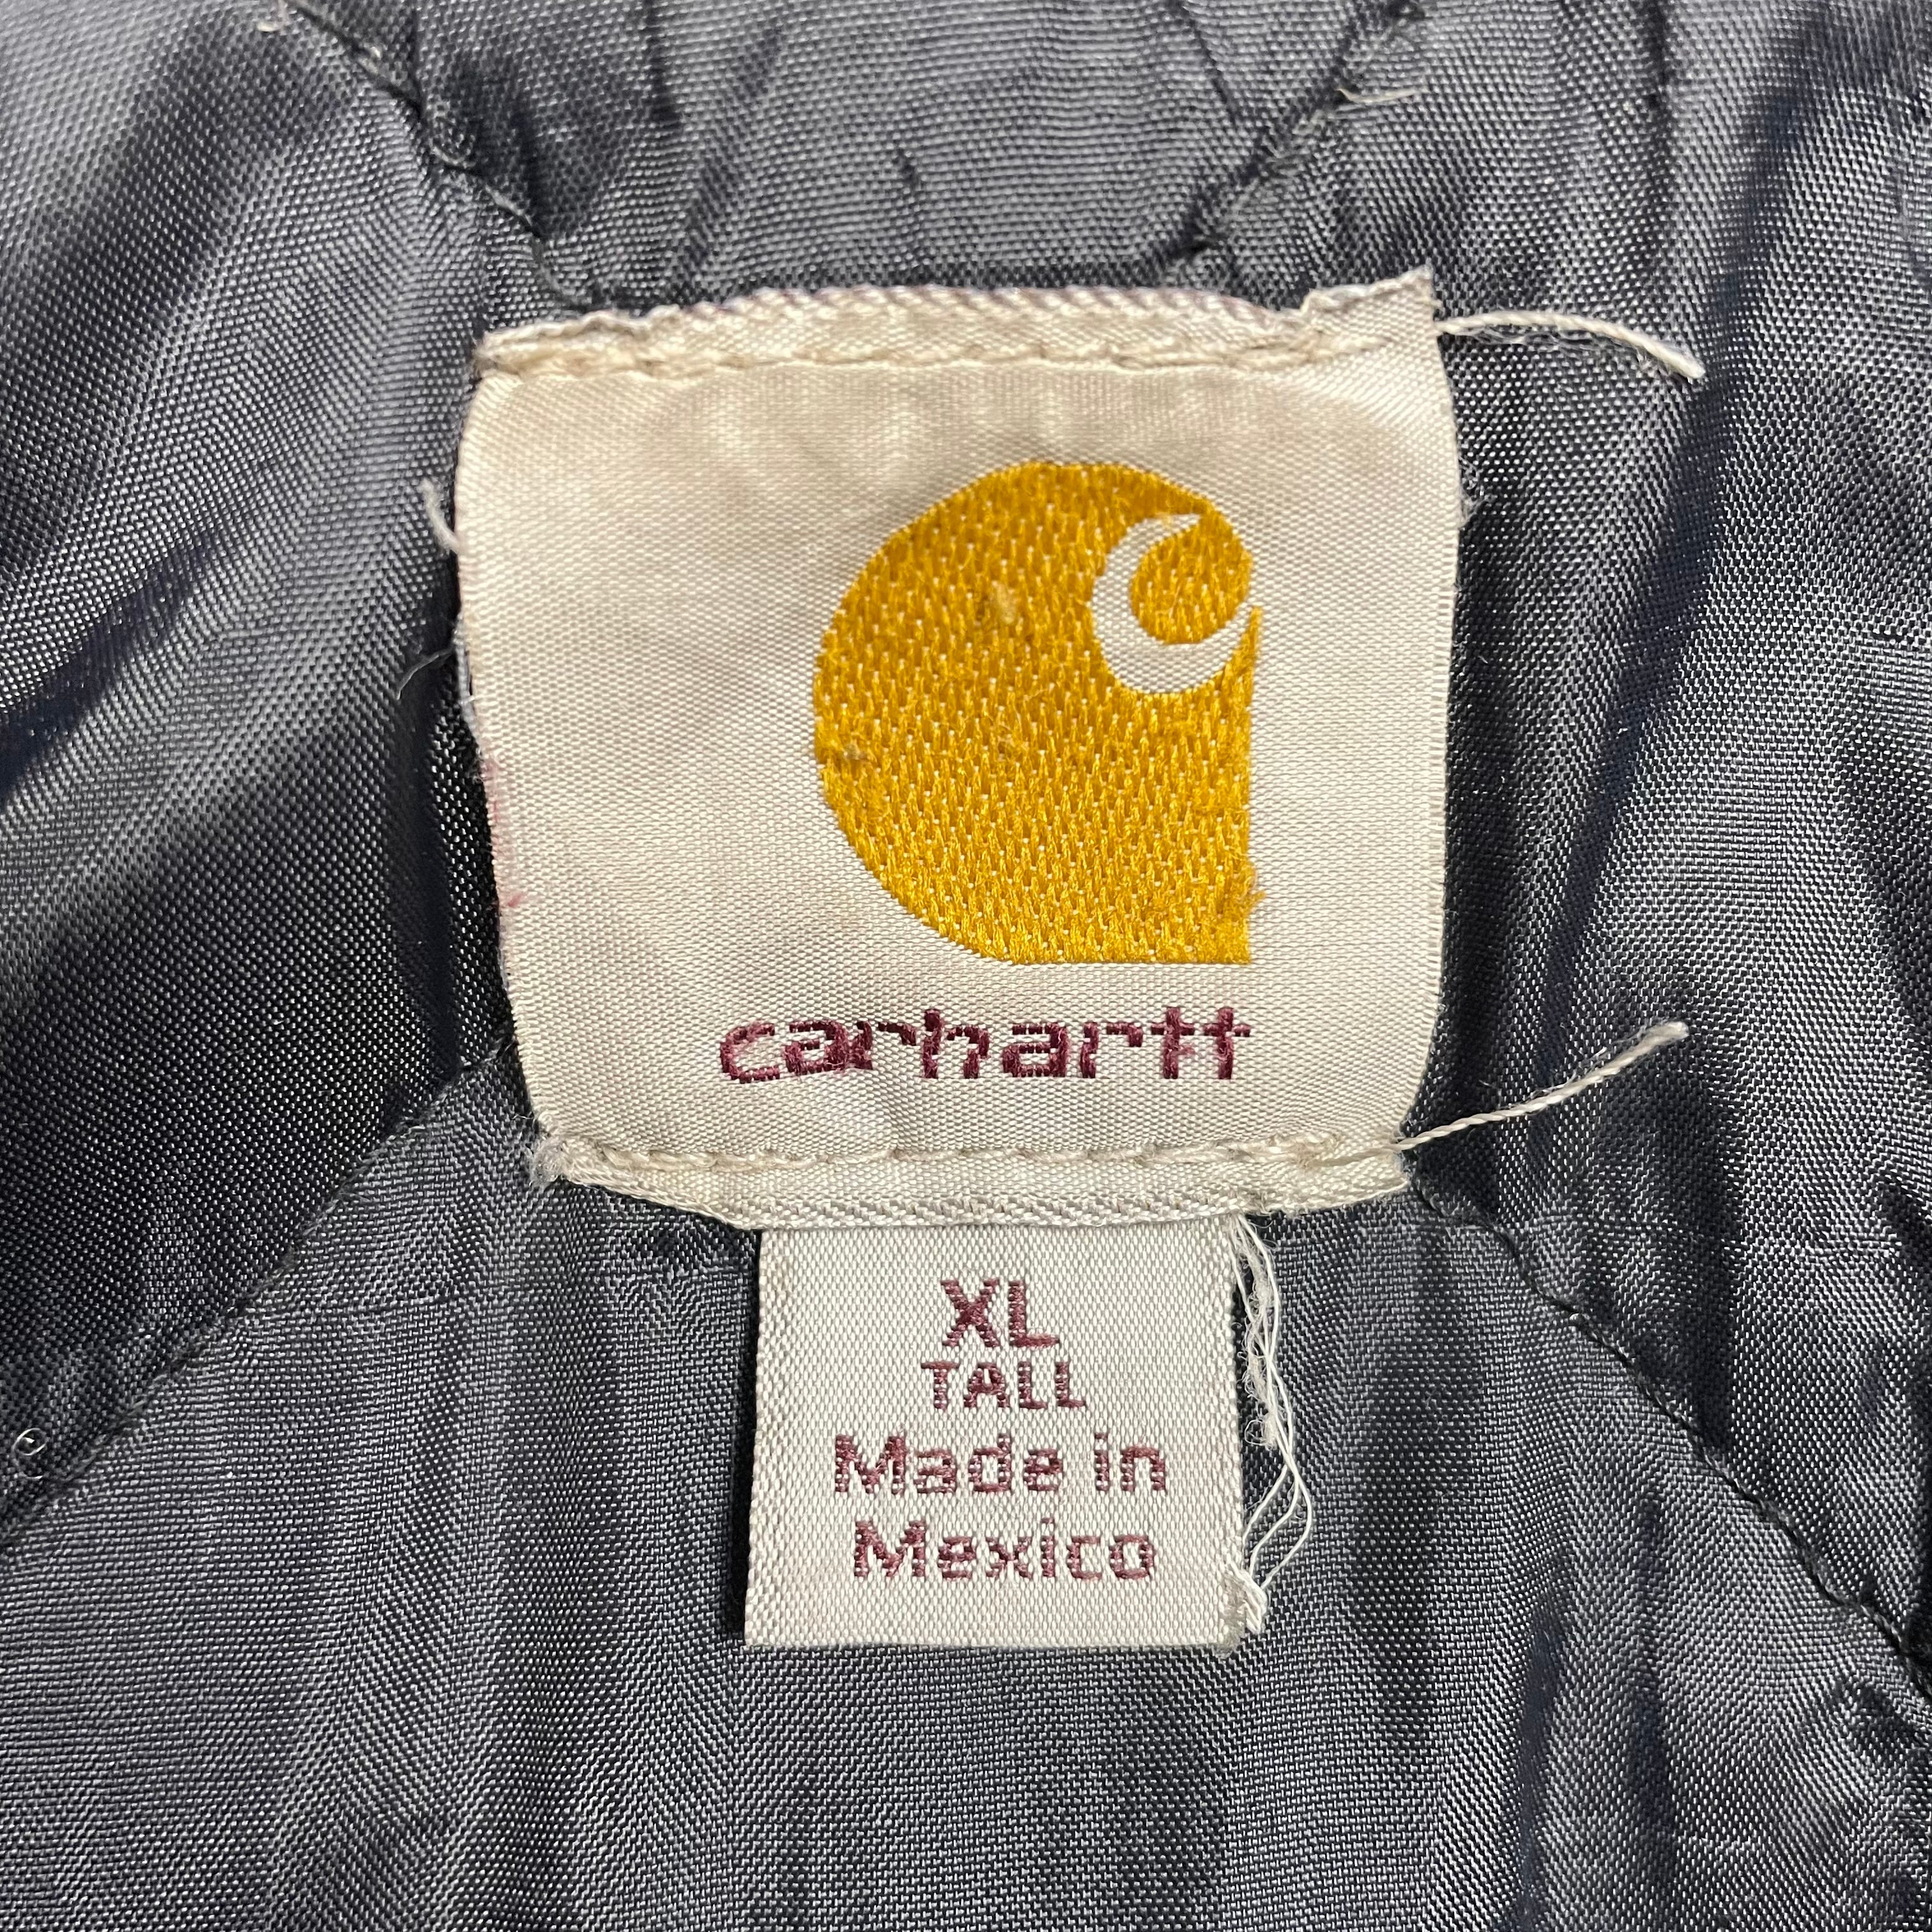 carhartt
XL
TALL
Made in
Mexico